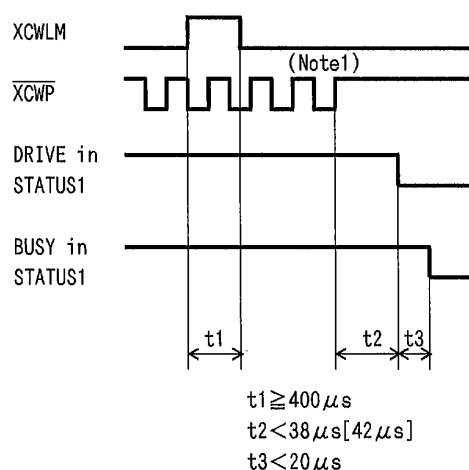 XCWLM
(Note1)
XCWP
DRIVE in
STATUS1
BUSY in
STATUS1
t1
t2
t3
t1≧400μs
t2<38μs[42μs]
t3<20μs